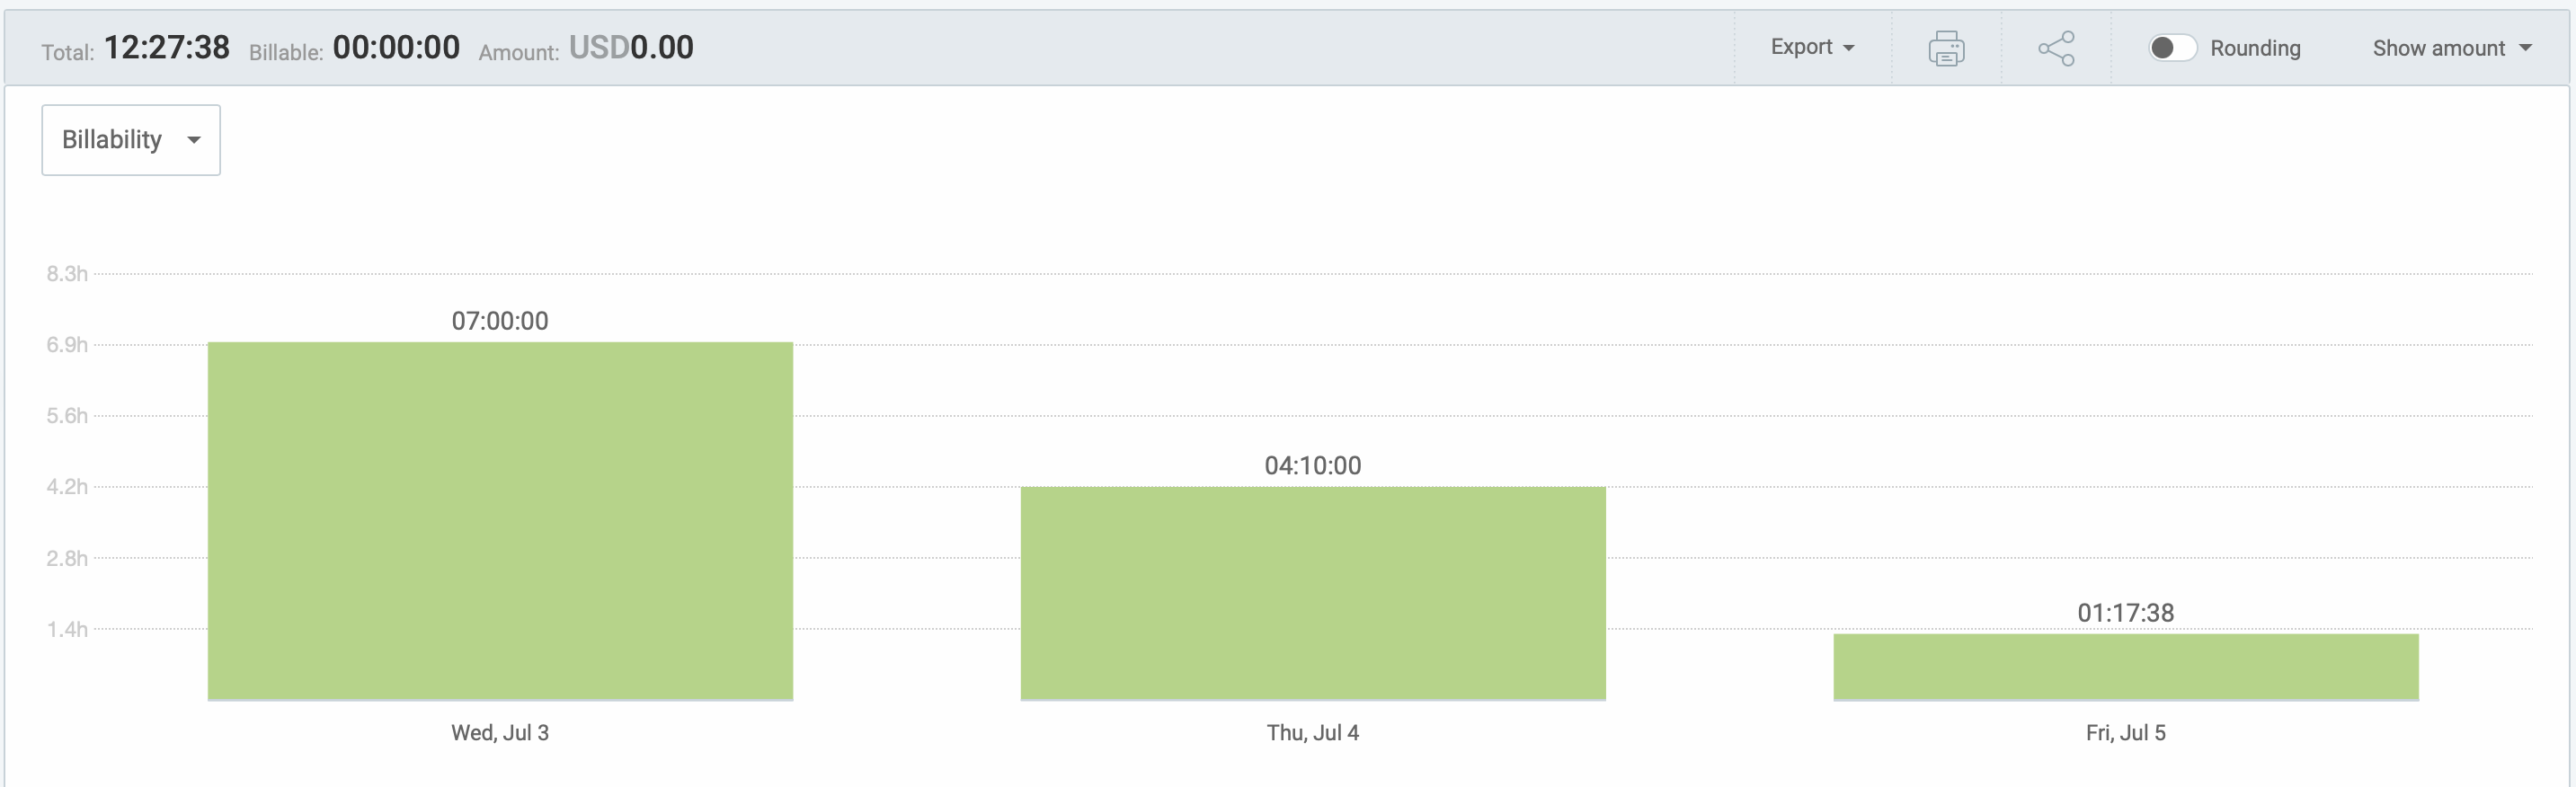 Total: 12:27:38 Billable: 00:00:00 Amount: USD0.00 Export Rounding Show amount
Billability
8.3h
07:00:00
6.9h
5.6h
04:10:00
4.2h
2.8h
01:17:38
1.4h
Wed, Jul 3 Thu, Jul 4 Fri, Jul 5